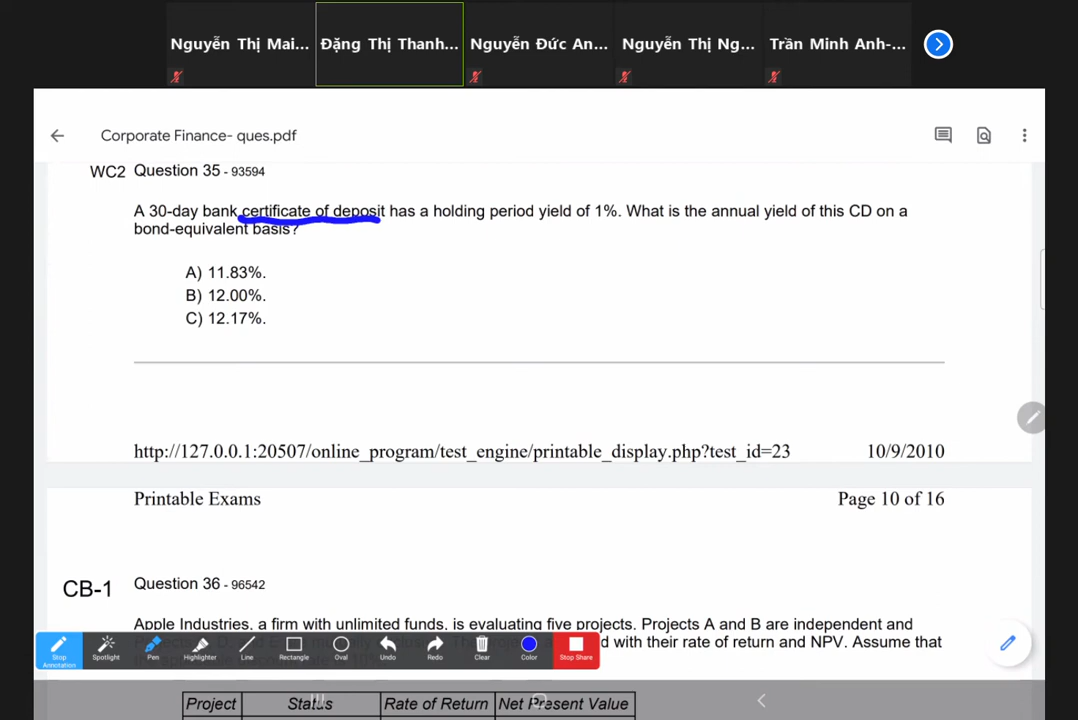 Nguyễn Thị Mai... Đặng Thị Thanh... Nguyễn Đức An... Nguyễn Thị Ng... Trần Minh Anh-...
Corporate Finance- ques.pdf
WC2 Question 35 - 93594
A 30-day bank certificate of deposit has a holding period yield of 1%. What is the annual yield of this CD on a
bond-equivalent basis?
A) 11.83%.
B) 12.00%.
C) 12.17%.
http://127.0.0.1:20507/online_program/test_engine/printable_display.php?test_id=23 10/9/2010
Printable Exams Page 10 of 16
CB-1 Question 36 - 96542
Apple Industries, a firm with unlimited funds, is evaluating five projects. Projects A and B are independent and
d with their rate of return and NPV. Assume that
Stop Annotation Spotlight Pen Highlighter Line Rectangle Oval Undo Redo Clear Color Stop Share
Project Status Rate of Return Net Present Value